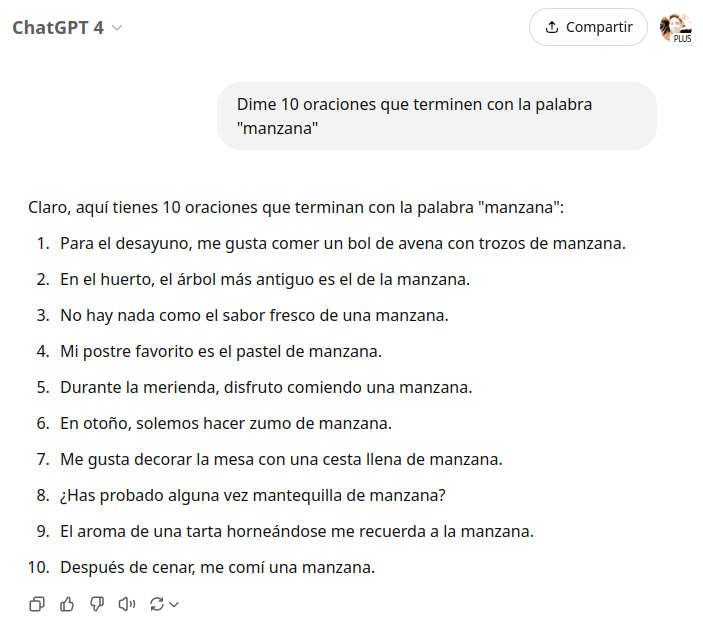 ChatGPT 4
Compartir
PLUS
Dime 10 oraciones que terminen con la palabra
"manzana"
Claro, aquí tienes 10 oraciones que terminan con la palabra "manzana":
1. Para el desayuno, me gusta comer un bol de avena con trozos de manzana.
2. En el huerto, el árbol más antiguo es el de la manzana.
3. No hay nada como el sabor fresco de una manzana.
4. Mi postre favorito es el pastel de manzana.
5. Durante la merienda, disfruto comiendo una manzana.
6. En otoño, solemos hacer zumo de manzana.
7. Me gusta decorar la mesa con una cesta llena de manzana.
8. ¿Has probado alguna vez mantequilla de manzana?
9. El aroma de una tarta horneándose me recuerda a la manzana.
10. Después de cenar, me comí una manzana.